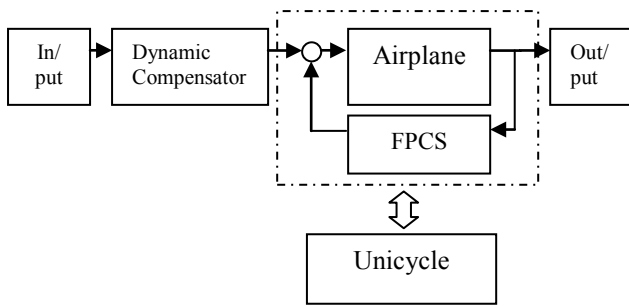 In/
put
Dynamic
Compensator
Airplane
Out/
put
FPCS
Unicycle